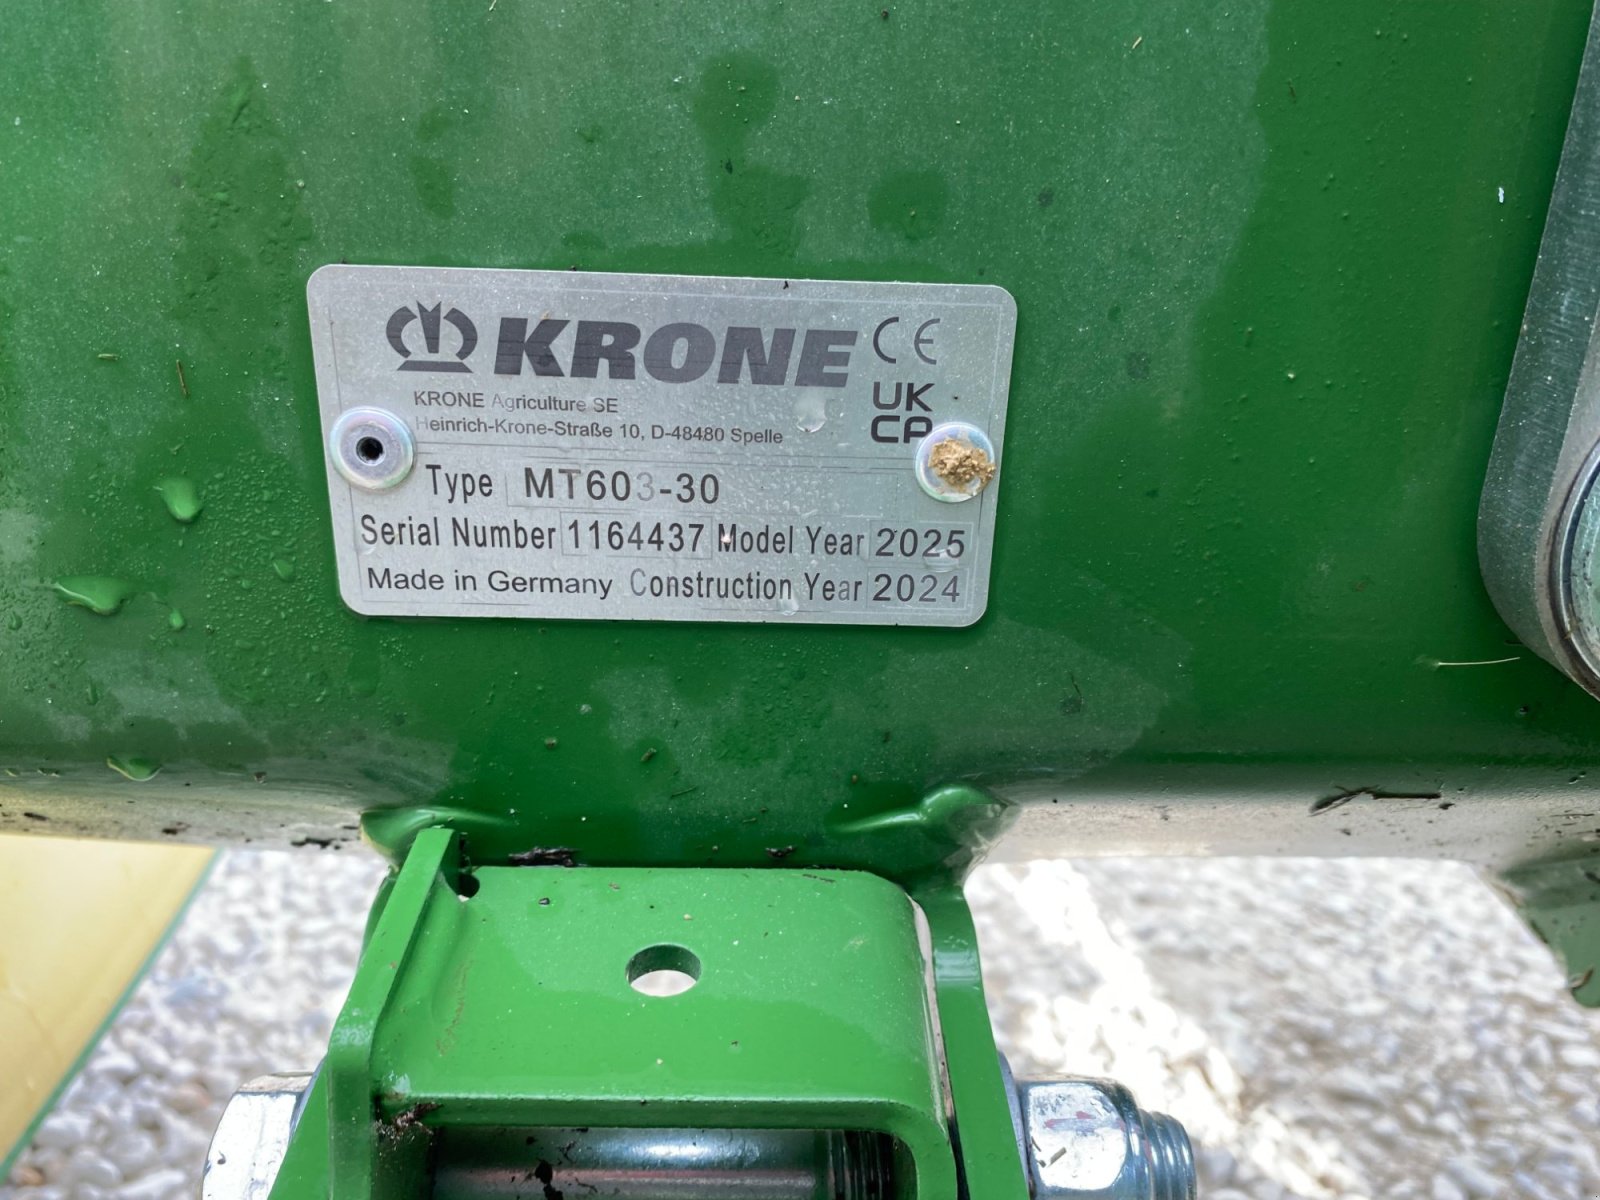 KRONE CE
KRONE Agriculture SE UK
Heinrich-Krone-Straße 10, D-48480 Spelle CA
Type MT603-30
Serial Number 1164437 Model Year 2025
Made in Germany Construction Year 2024